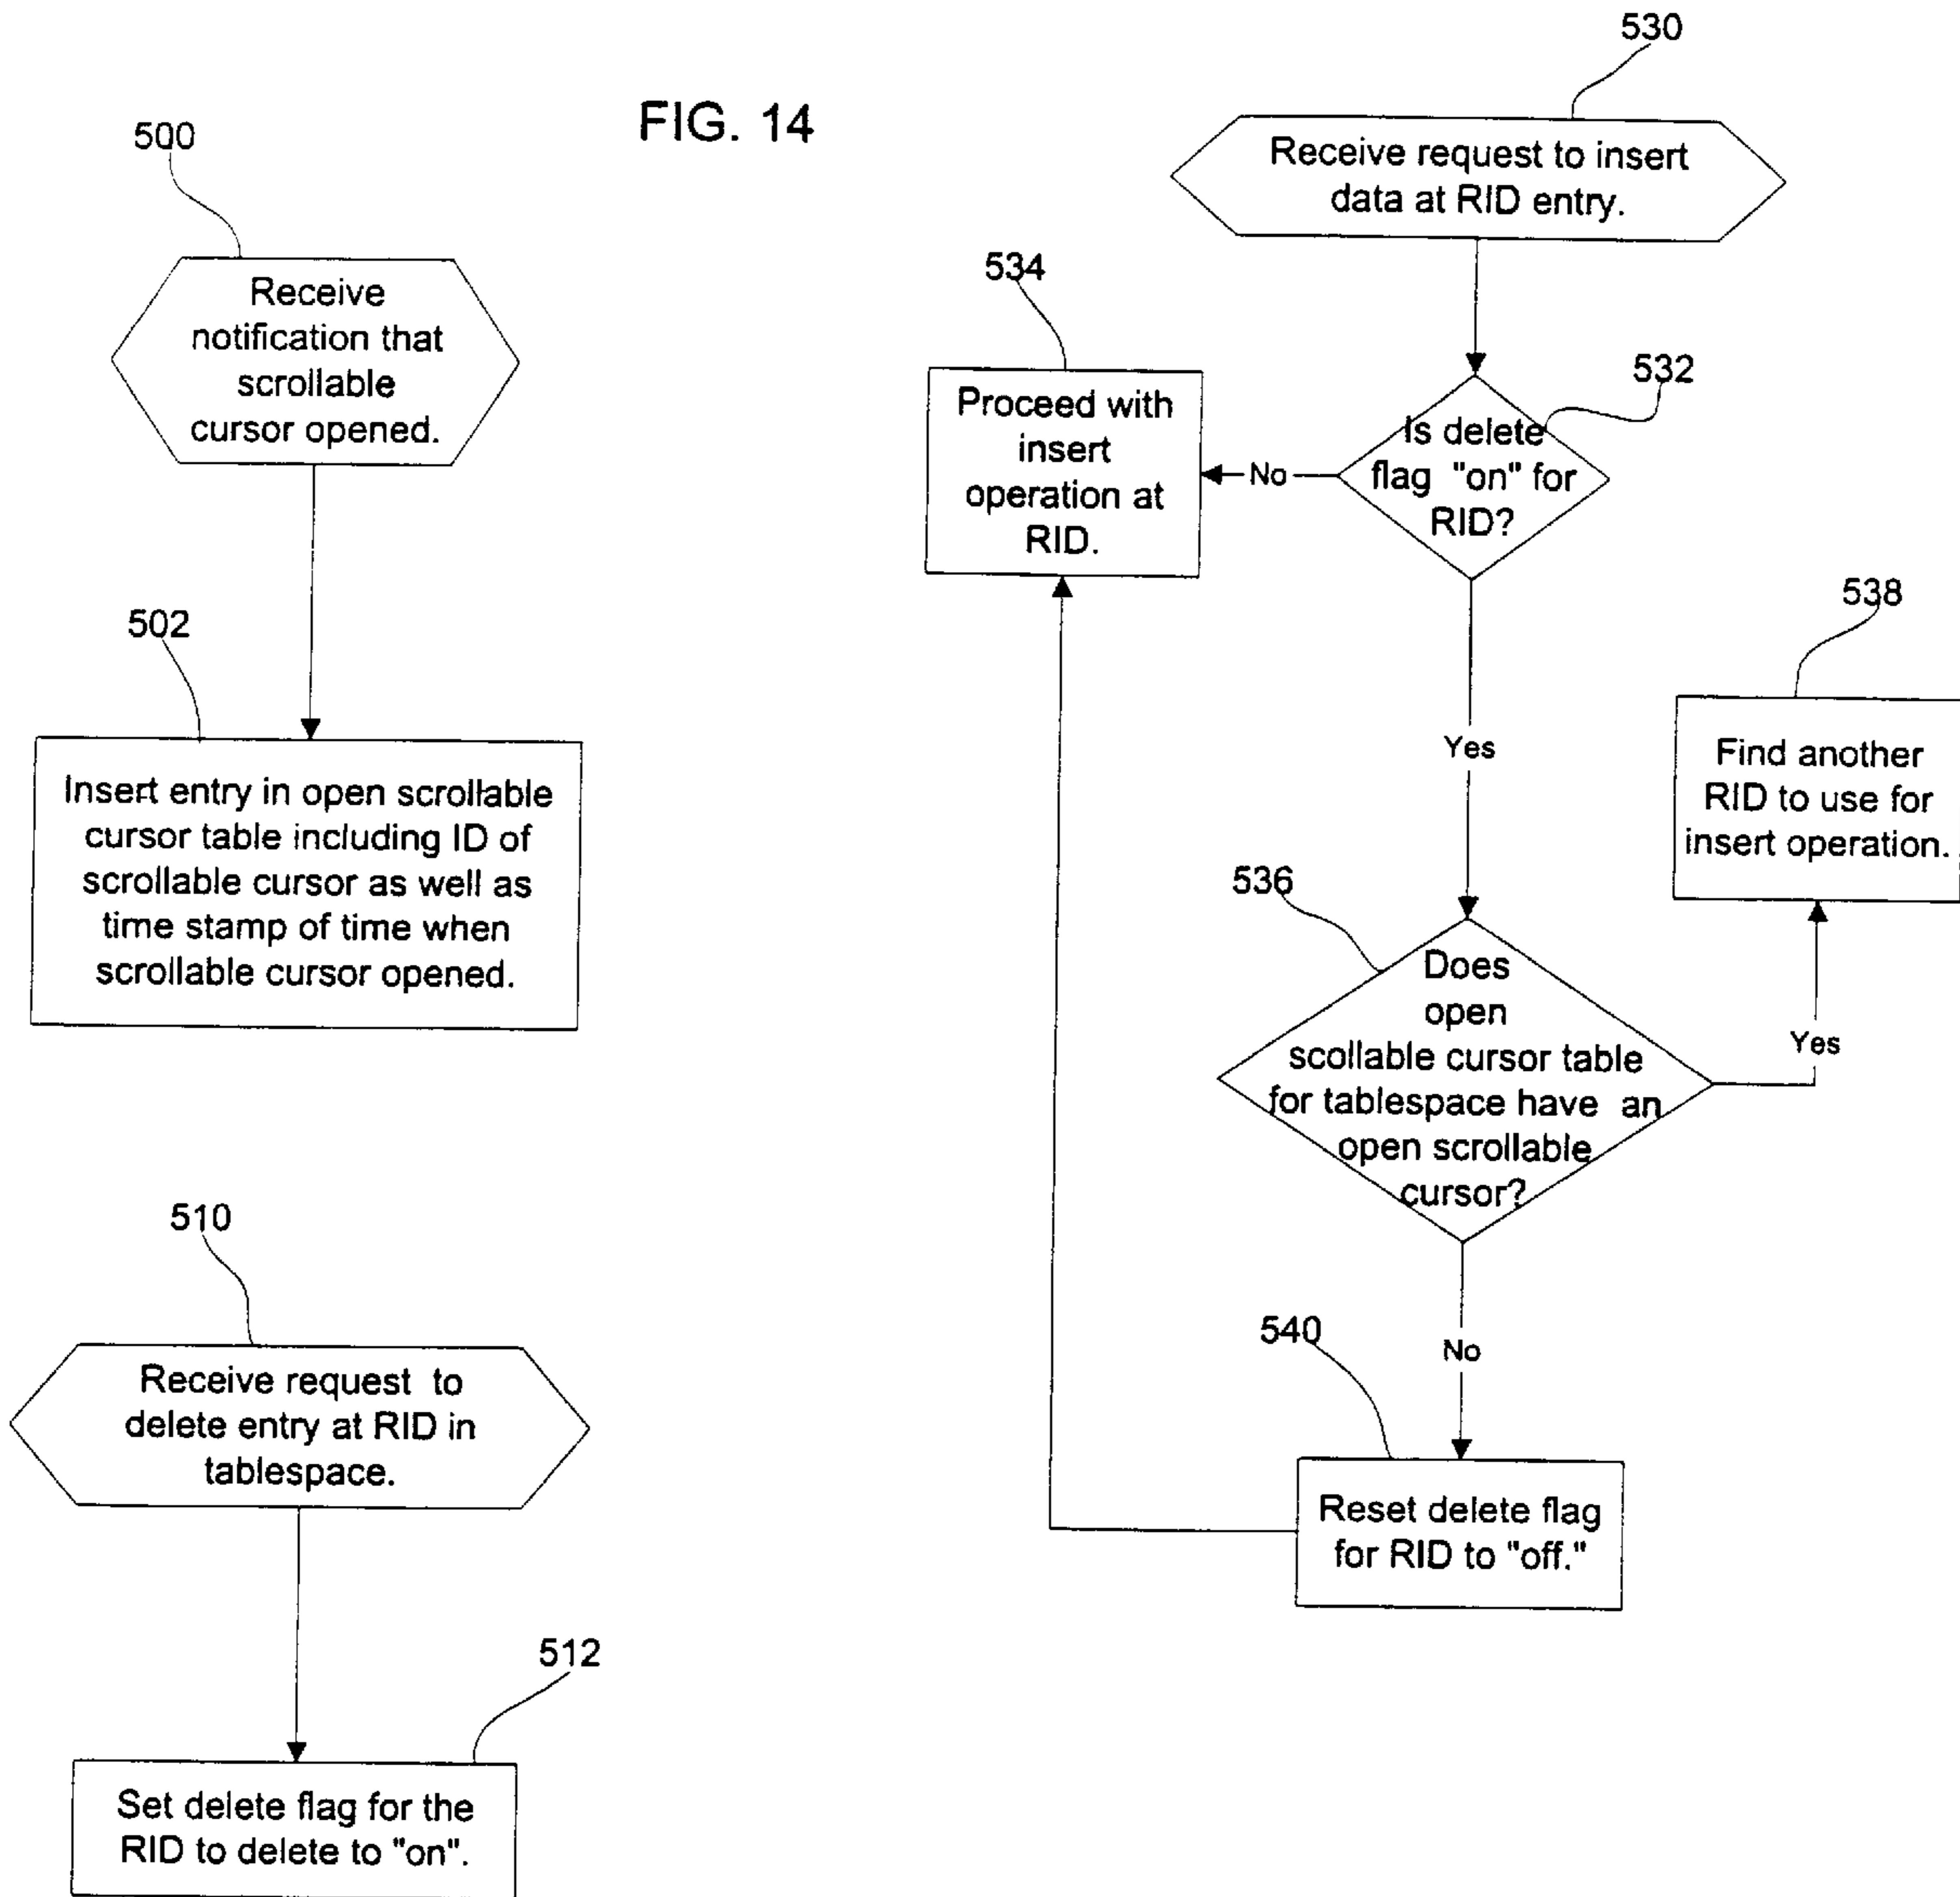 FIG. 14
500
Receive
notification that
scrollable
cursor opened.
502
Insert entry in open scrollable
cursor table including ID of
scrollable cursor as well as
time stamp of time when
scrollable cursor opened.
510
Receive request to
delete entry at RID in
tablespace.
512
Set delete flag for the
RID to delete to "on".
530
Receive request to insert
data at RID entry.
532
Is delete
flag "on" for
RID?
No
534
Proceed with
insert
operation at
RID.
Yes
536
Does
open
scollable cursor table
for tablespace have an
open scrollable
cursor?
Yes
538
Find another
RID to use for
insert operation.
No
540
Reset delete flag
for RID to "off."